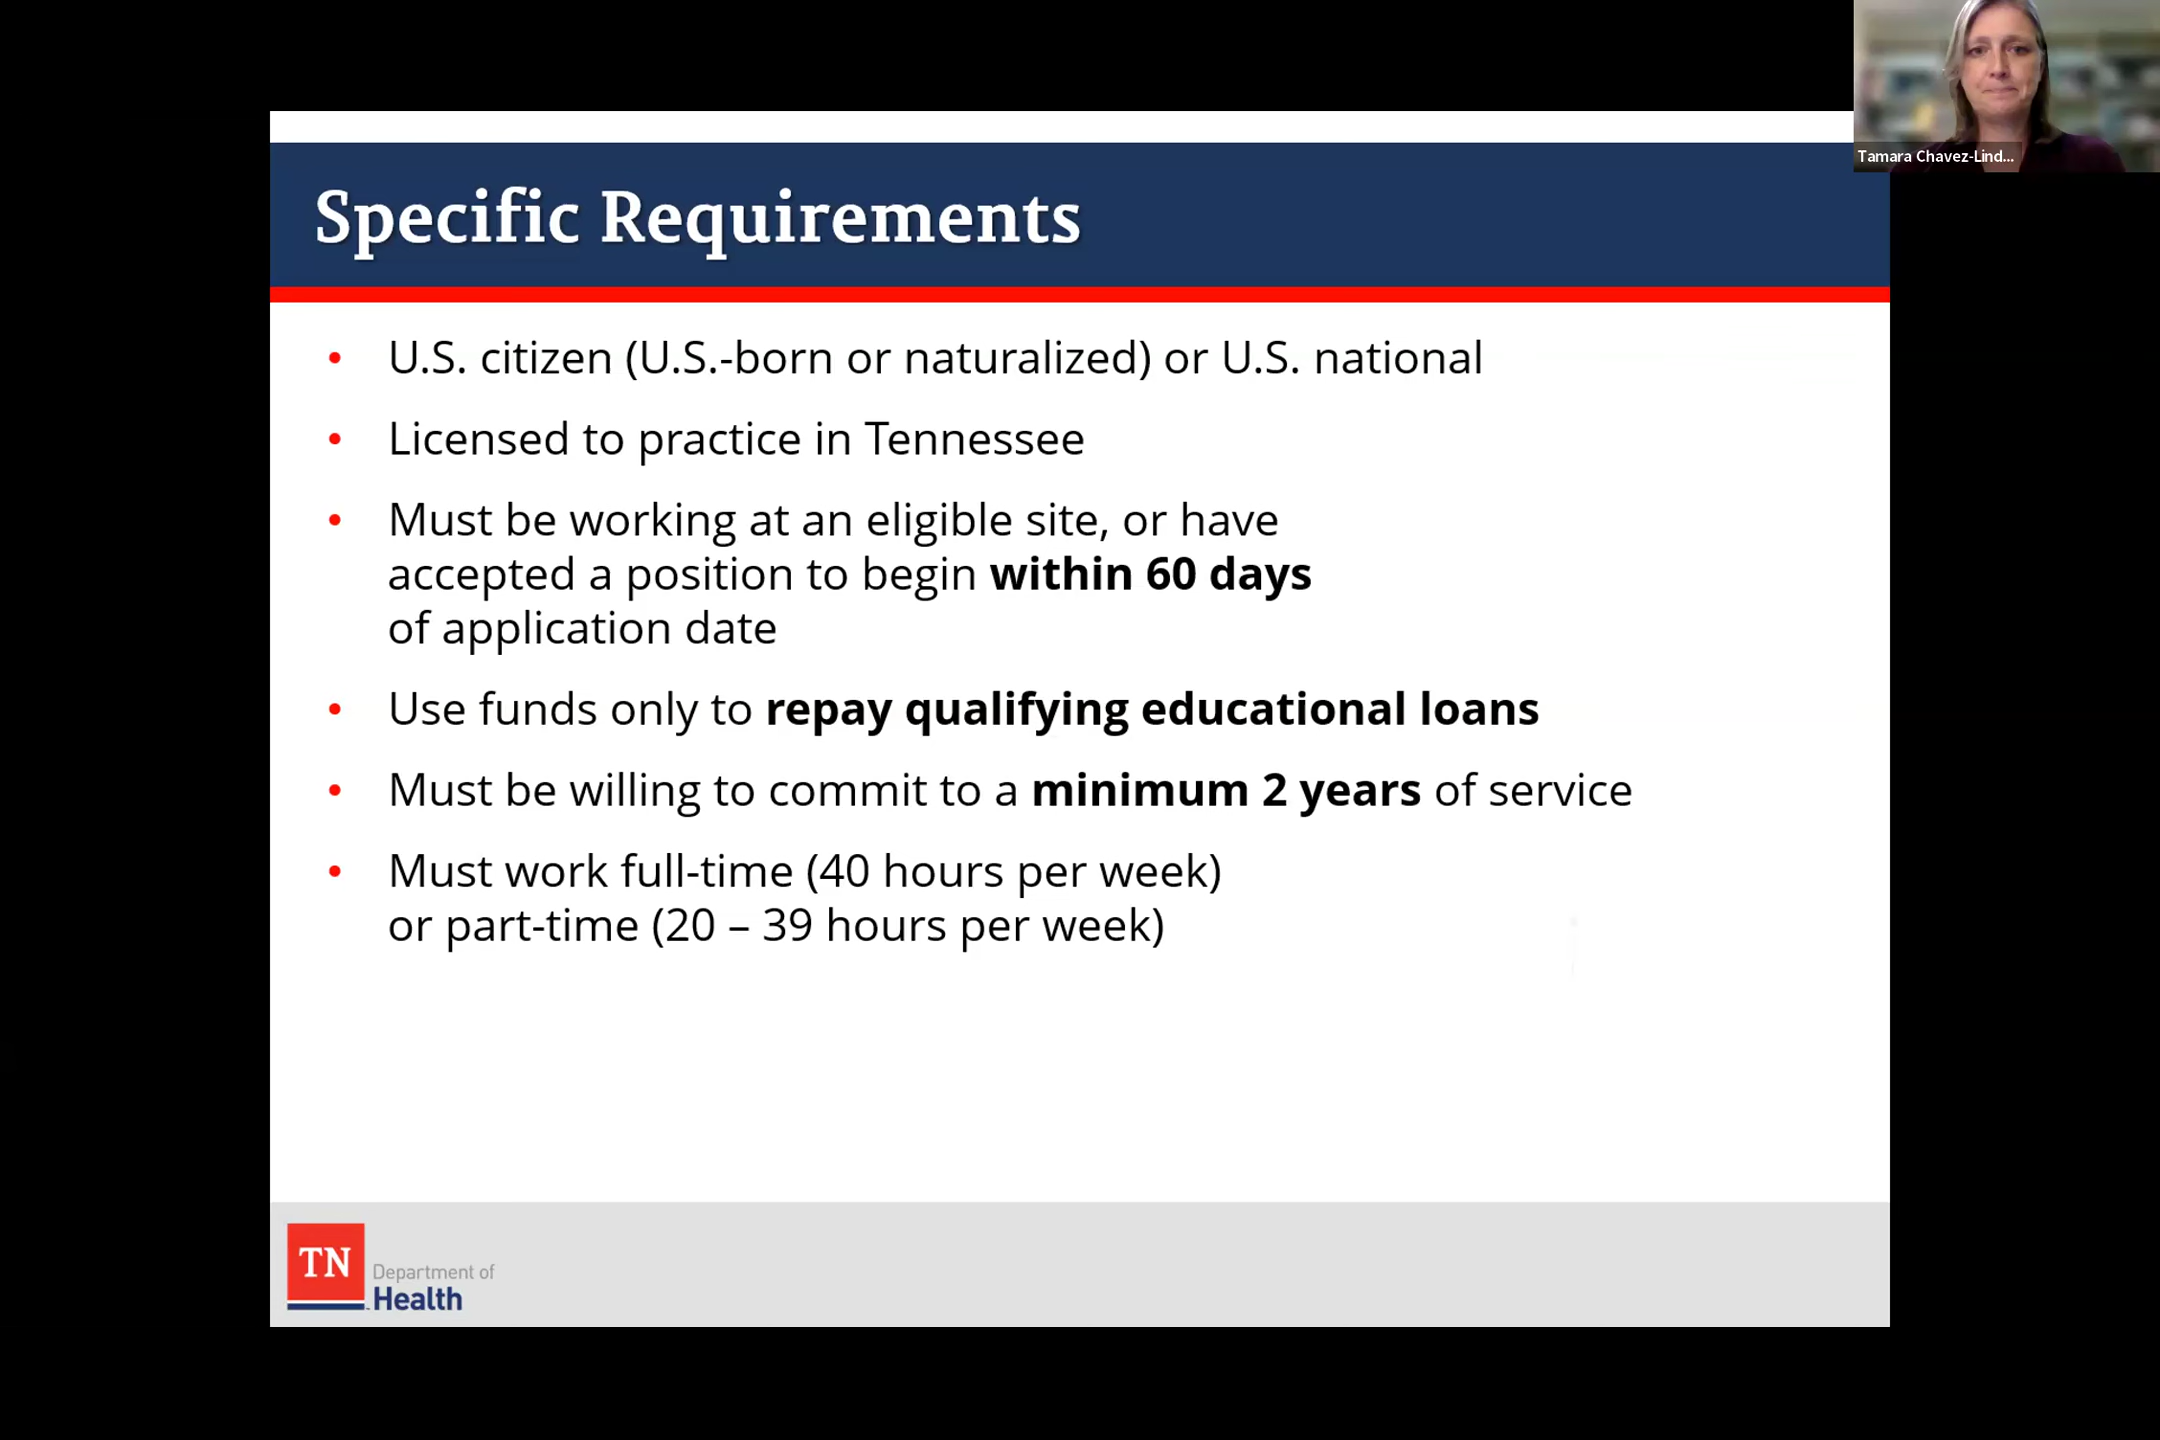 Tamara Chavez-Lind...
Specific Requirements
• U.S. citizen (U.S.-born or naturalized) or U.S. national
• Licensed to practice in Tennessee
• Must be working at an eligible site, or have
accepted a position to begin within 60 days
of application date
• Use funds only to repay qualifying educational loans
• Must be willing to commit to a minimum 2 years of service
• Must work full-time (40 hours per week)
or part-time (20 – 39 hours per week)
TN
Department of
Health